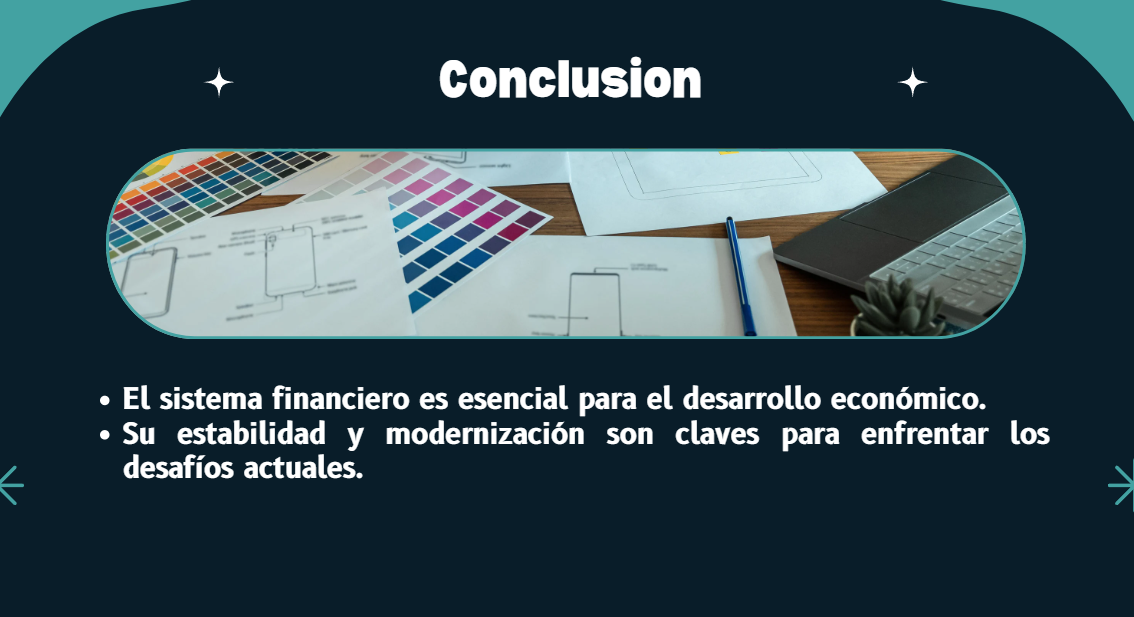 Conclusion
• El sistema financiero es esencial para el desarrollo económico.
• Su estabilidad y modernización son claves para enfrentar los
desafíos actuales.